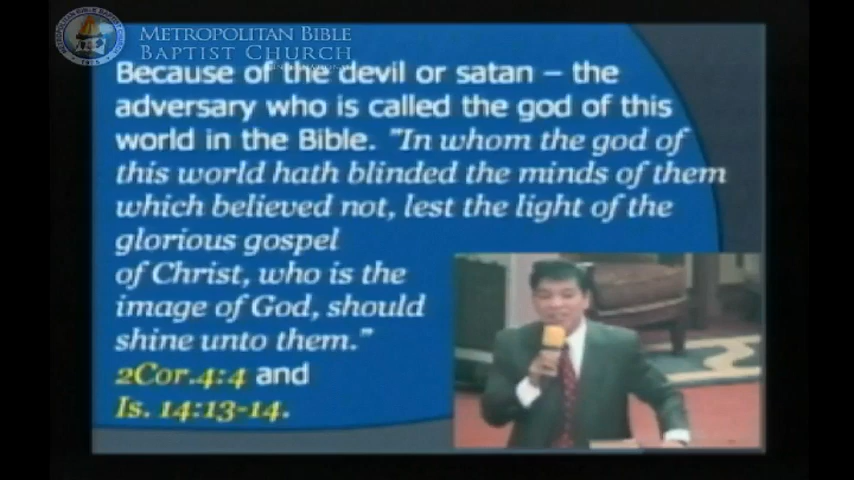 METROPOLITAN BIBLE
BAPTIST CHURCH
Because of the devil or satan – the
adversary who is called the god of this
world in the Bible. "In whom the god of
this world hath blinded the minds of them
which believed not, lest the light of the
glorious gospel
of Christ, who is the
image of God, should
shine unto them."
2Cor.4:4 and
Is. 14:13-14.